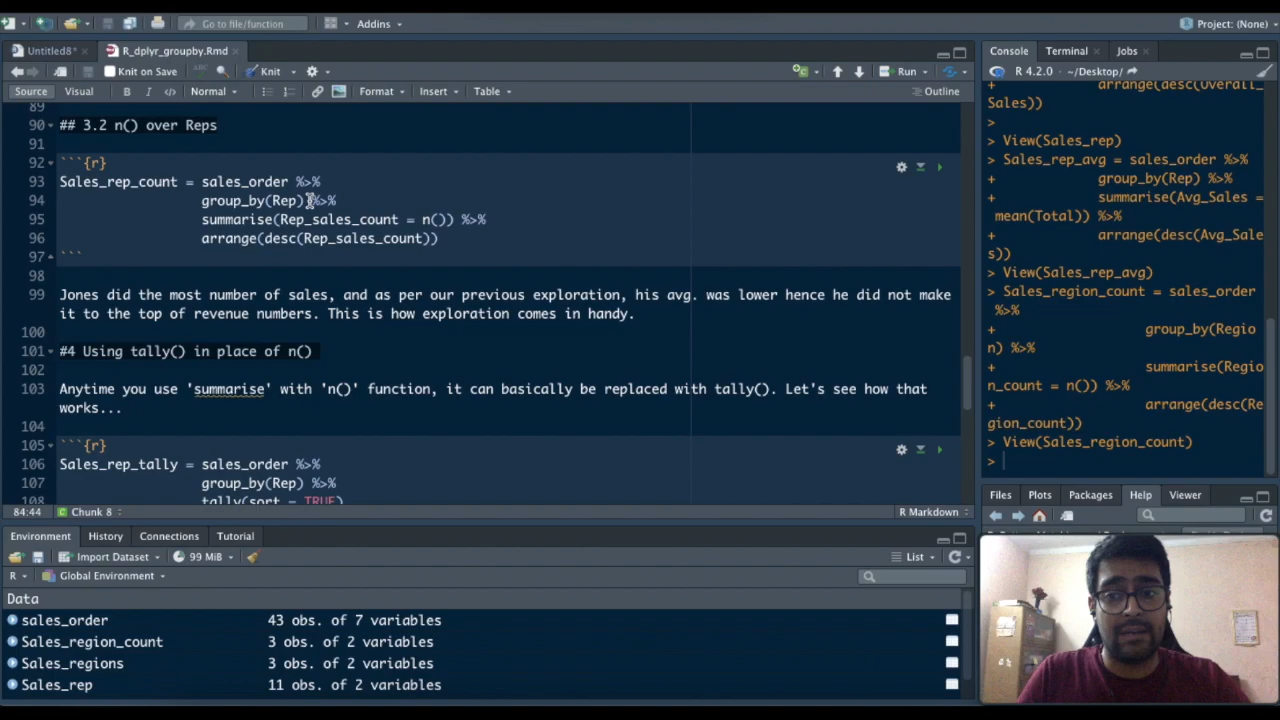 Go to file/function
Addins
Project: (None)
Untitled8*
R_dplyr_groupby.Rmd
Knit on Save
Knit
Run
Source
Visual
B
I
Normal
Format
Insert
Table
Outline
89
90 ## 3.2 n() over Reps
91
92 ```{r}
93 Sales_rep_count = sales_order %>%
94 group_by(Rep) %>%
95 summarise(Rep_sales_count = n()) %>%
96 arrange(desc(Rep_sales_count))
97 ```
98
99 Jones did the most number of sales, and as per our previous exploration, his avg. was lower hence he did not make
it to the top of revenue numbers. This is how exploration comes in handy.
100
101 #4 Using tally() in place of n()
102
103 Anytime you use 'summarise' with 'n()' function, it can basically be replaced with tally(). Let's see how that
works...
104
105 ```{r}
106 Sales_rep_tally = sales_order %>%
107 group_by(Rep) %>%
108 tally(sort = TRUE)
84:44
Chunk 8
R Markdown
Environment
History
Connections
Tutorial
Import Dataset
99 MiB
List
R
Global Environment
Data
sales_order 43 obs. of 7 variables
Sales_region_count 3 obs. of 2 variables
Sales_regions 3 obs. of 2 variables
Sales_rep 11 obs. of 2 variables
Console
Terminal
Jobs
R 4.2.0 · ~/Desktop/
+ arrange(desc(Overall_
Sales))
>
> View(Sales_rep)
> Sales_rep_avg = sales_order %>%
+ group_by(Rep) %>%
+ summarise(Avg_Sales =
mean(Total)) %>%
+ arrange(desc(Avg_Sale
s))
> View(Sales_rep_avg)
> Sales_region_count = sales_order
%>%
+ group_by(Regio
n) %>%
+ summarise(Regio
n_count = n()) %>%
+ arrange(desc(Re
gion_count))
> View(Sales_region_count)
>
Files
Plots
Packages
Help
Viewer